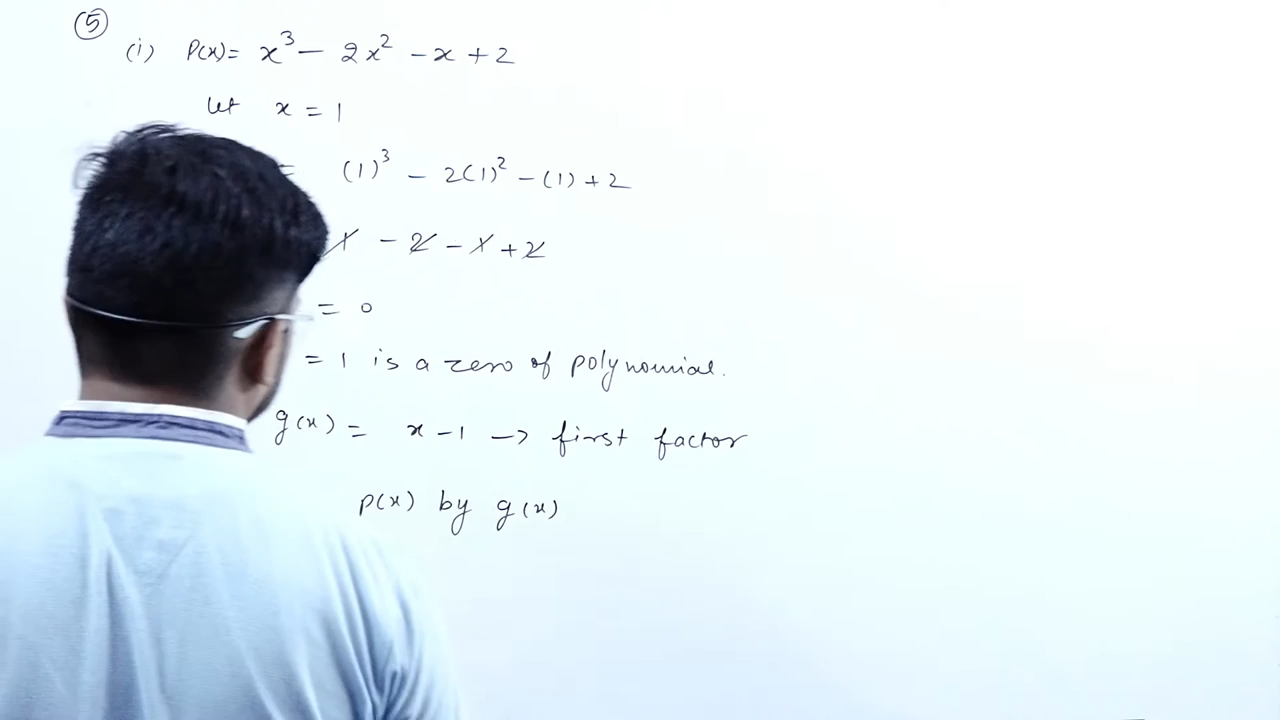 ⑤
(i) P(x)= x³ - 2x² - x + 2
let x = 1
= (1)³ - 2(1)² - (1) + 2
1 - 2 - 1 + 2
= 0
= 1 is a zero of polynomial.
g(x) = x - 1 → first factor
p(x) by g(x)